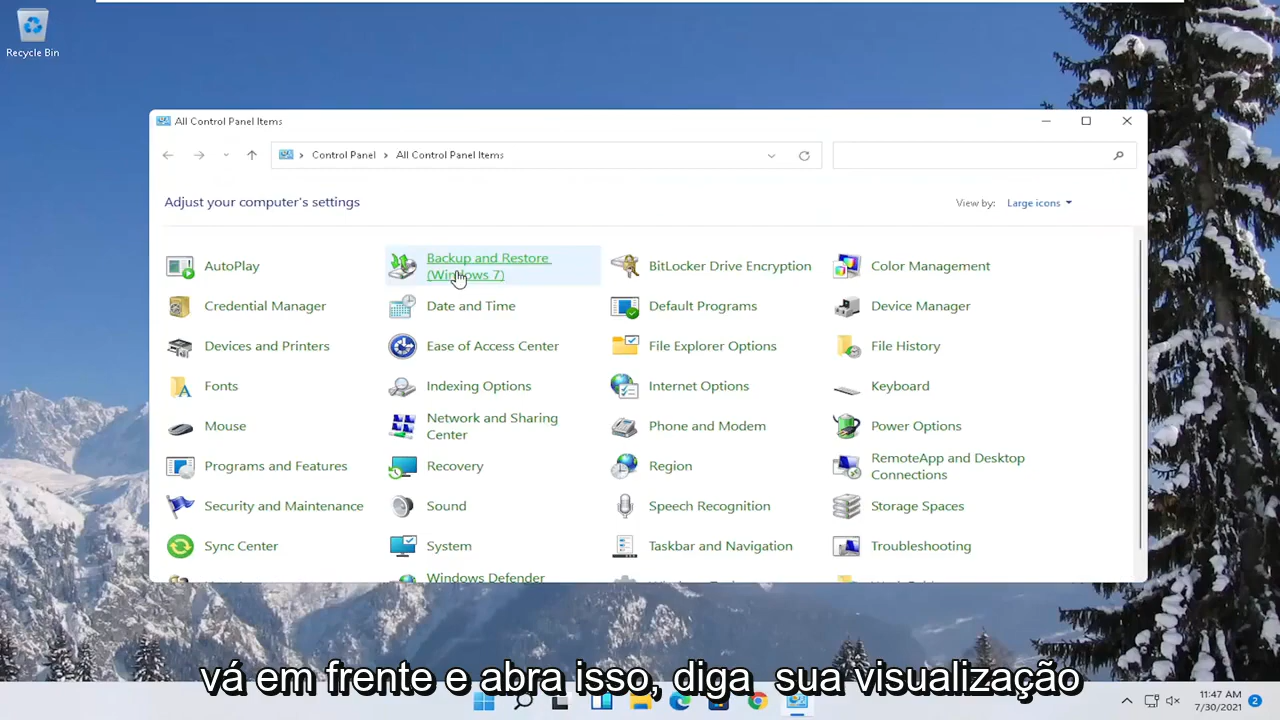 Recycle Bin
All Control Panel Items
Control Panel > All Control Panel Items
Adjust your computer's settings
View by: Large icons
AutoPlay
Backup and Restore
(Windows 7)
BitLocker Drive Encryption
Color Management
Credential Manager
Date and Time
Default Programs
Device Manager
Devices and Printers
Ease of Access Center
File Explorer Options
File History
Fonts
Indexing Options
Internet Options
Keyboard
Mouse
Network and Sharing
Center
Phone and Modem
Power Options
Programs and Features
Recovery
Region
RemoteApp and Desktop
Connections
Security and Maintenance
Sound
Speech Recognition
Storage Spaces
Sync Center
System
Taskbar and Navigation
Troubleshooting
Windows Defender
vá em frente e abra isso, diga sua visualização
11:47 AM
7/30/2021
2